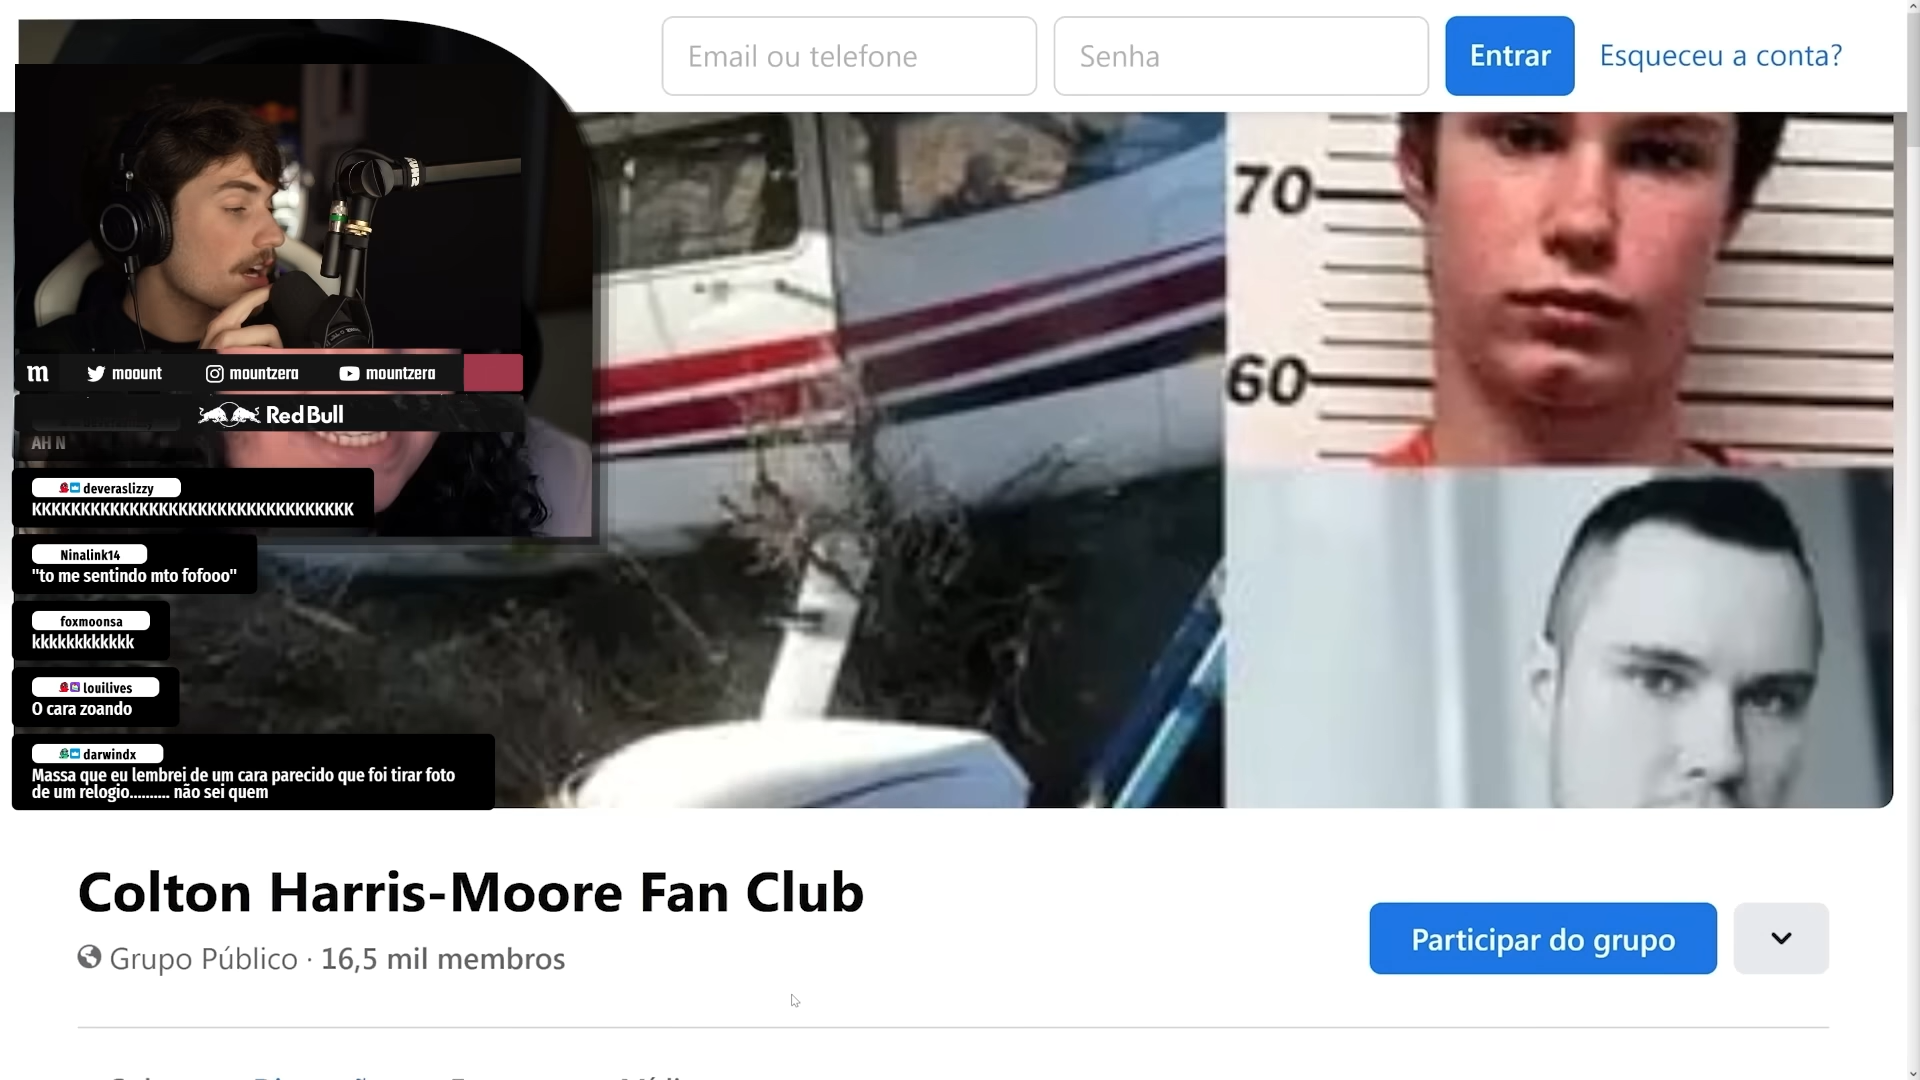 Email ou telefone
Senha
Entrar
Esqueceu a conta?
70
60
m
moount
mountzera
mountzera
Red Bull
AH N
deveraslizzy
KKKKKKKKKKKKKKKKKKKKKKKKKKKKKKKKK
Ninalink14
"to me sentindo mto fofooo"
foxmoonsa
kkkkkkkkkkkk
louilives
O cara zoando
darwindx
Massa que eu lembrei de um cara parecido que foi tirar foto
de um relogio.......... não sei quem
Colton Harris-Moore Fan Club
Grupo Público · 16,5 mil membros
Participar do grupo